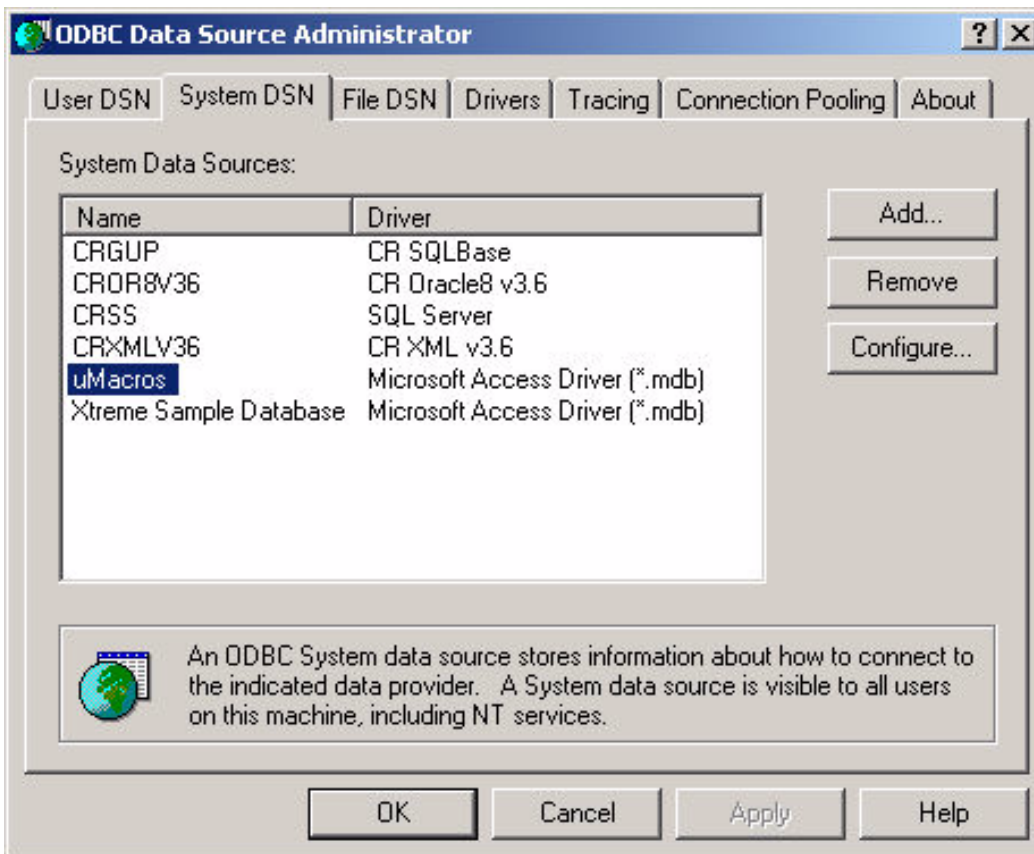 ODBC Data Source Administrator
User DSN System DSN File DSN Drivers Tracing Connection Pooling About
System Data Sources:
Name Driver
CRGUP CR SQLBase
CROR8V36 CR Oracle8 v3.6
CRSS SQL Server
CRXMLV36 CR XML v3.6
uMacros Microsoft Access Driver (*.mdb)
Xtreme Sample Database Microsoft Access Driver (*.mdb)
Add...
Remove
Configure...
An ODBC System data source stores information about how to connect to
the indicated data provider. A System data source is visible to all users
on this machine, including NT services.
OK Cancel Apply Help